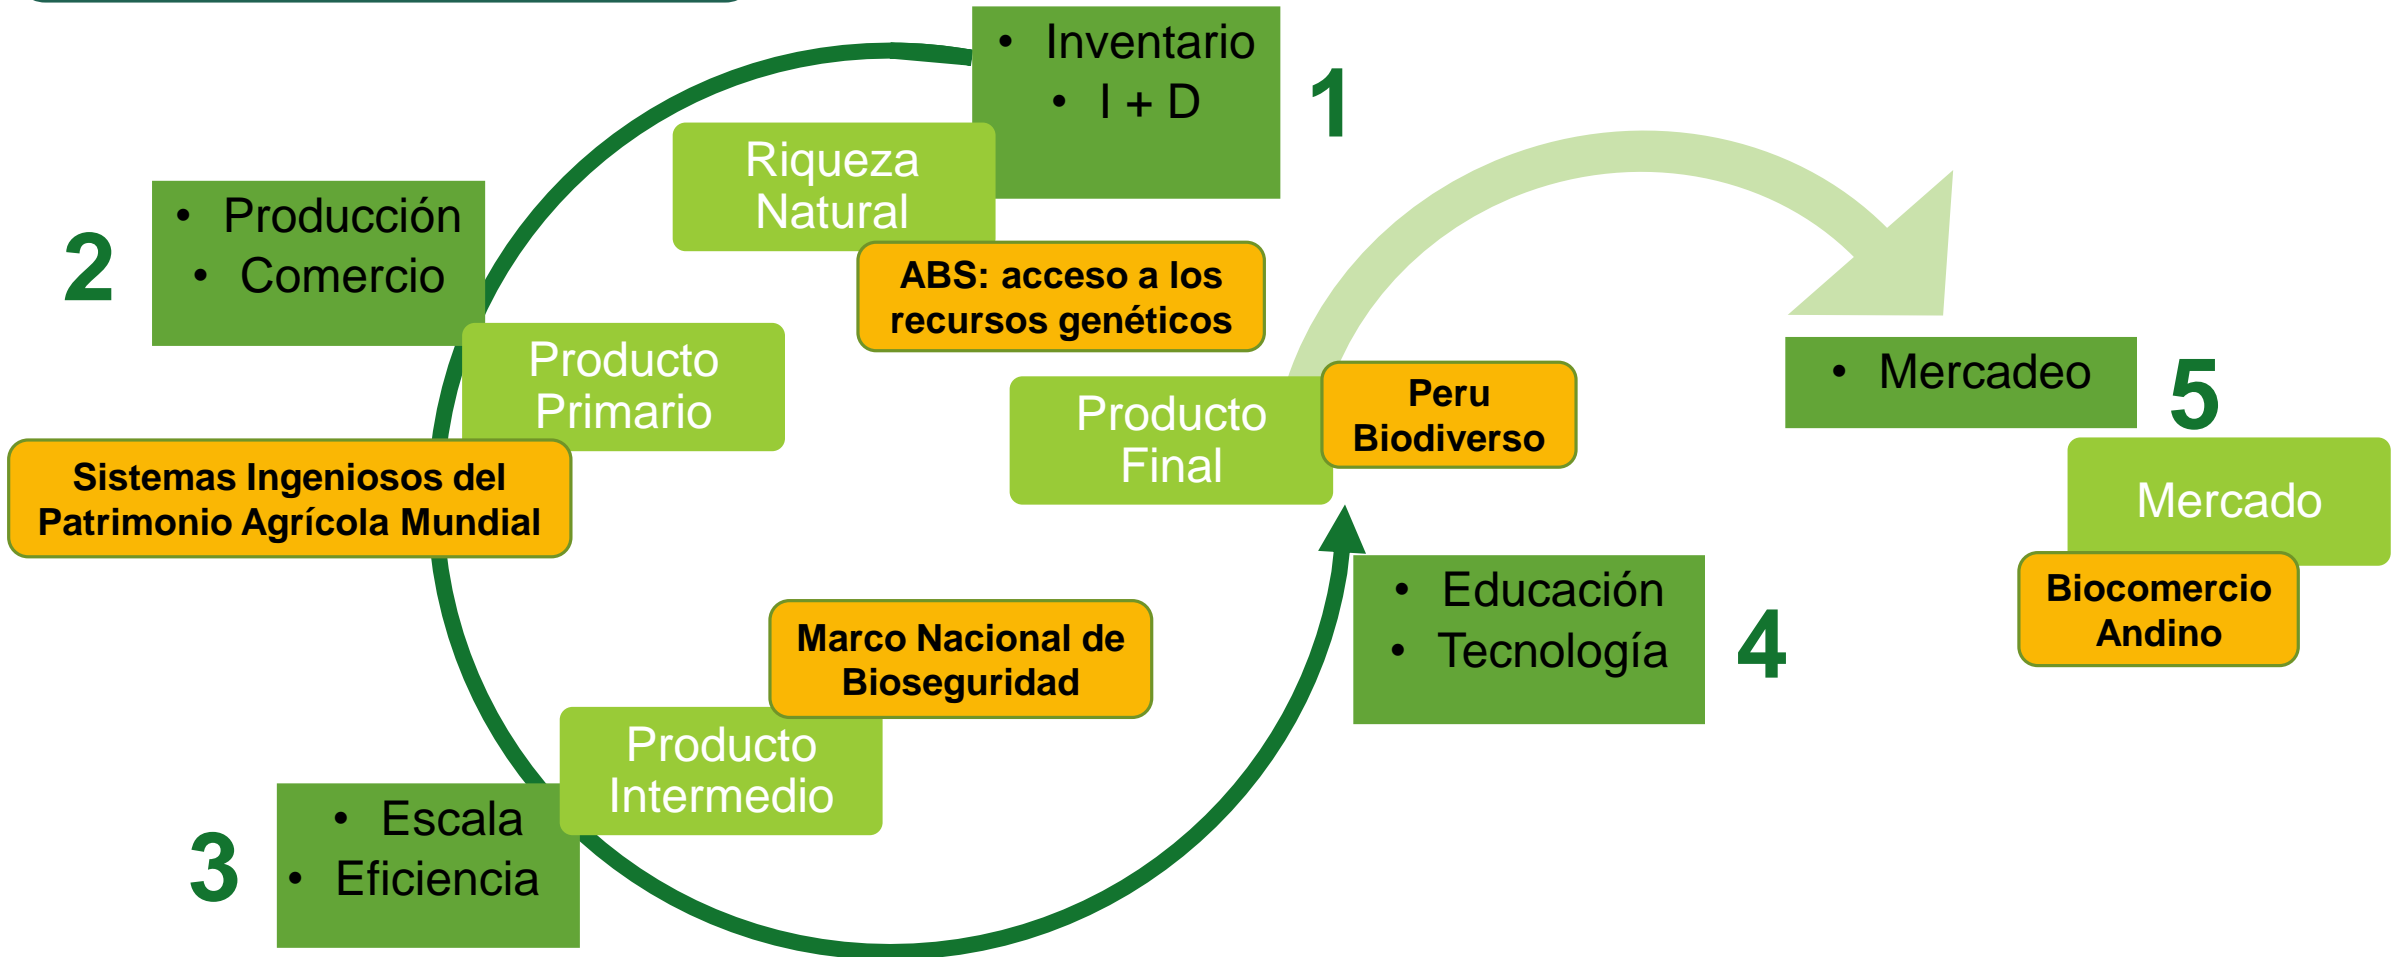 • Inventario
• I + D
1
Riqueza
Natural
ABS: acceso a los
recursos genéticos
2
• Producción
• Comercio
Producto
Primario
Sistemas Ingeniosos del
Patrimonio Agrícola Mundial
3
• Escala
• Eficiencia
Producto
Intermedio
Marco Nacional de
Bioseguridad
4
• Educación
• Tecnología
Producto
Final
Peru
Biodiverso
5
• Mercadeo
Mercado
Biocomercio
Andino